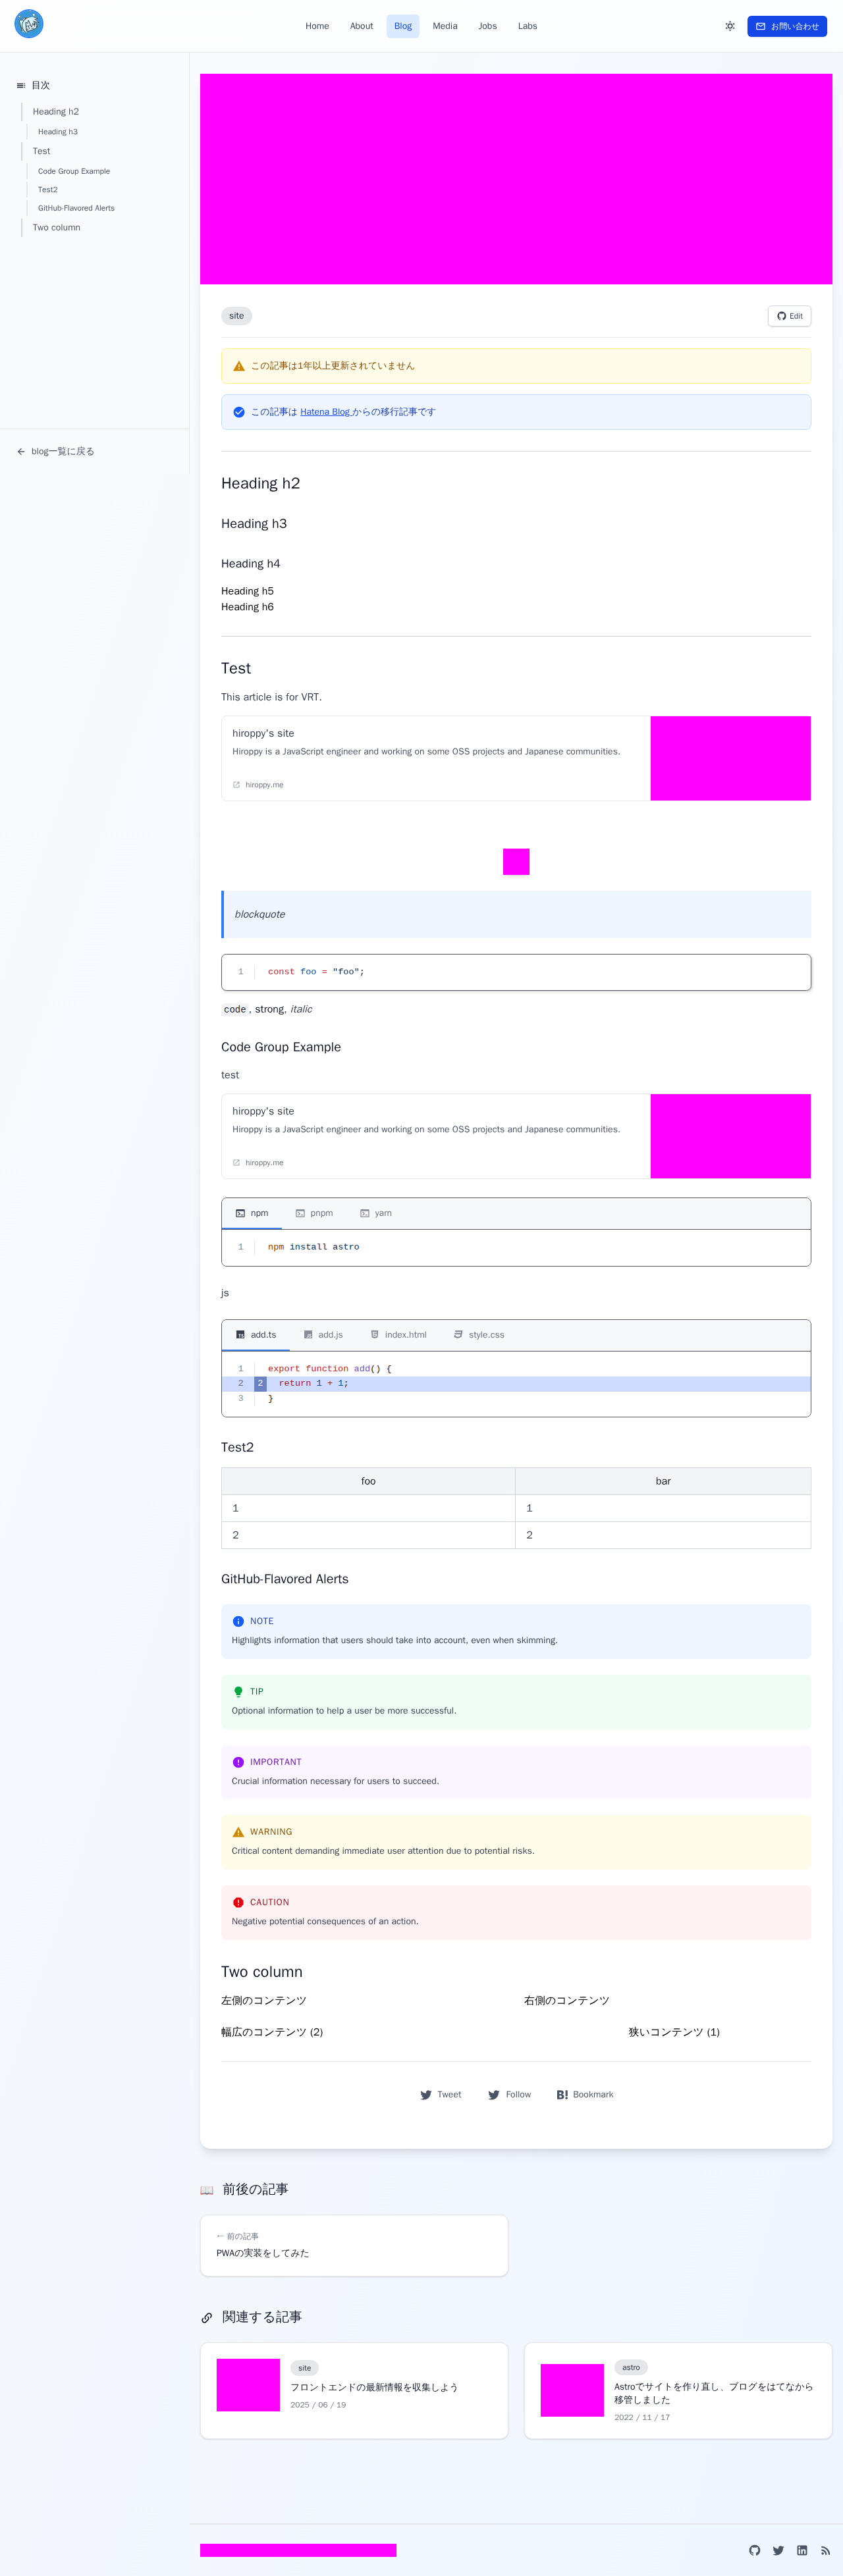 Home About Blog Media Jobs Labs お問い合わせ
目次
Heading h2
Heading h3
Test
Code Group Example
Test2
GitHub-Flavored Alerts
Two column
blog一覧に戻る
site Edit
この記事は1年以上更新されていません
この記事は Hatena Blog からの移行記事です
Heading h2
Heading h3
Heading h4
Heading h5
Heading h6
Test
This article is for VRT.
hiroppy's site
Hiroppy is a JavaScript engineer and working on some OSS projects and Japanese communities.
hiroppy.me
blockquote
1 const foo = "foo";
code, strong, italic
Code Group Example
test
hiroppy's site
Hiroppy is a JavaScript engineer and working on some OSS projects and Japanese communities.
hiroppy.me
npm pnpm yarn
1 npm install astro
js
add.ts add.js index.html style.css
1 export function add() {
2 2 return 1 + 1;
3 }
Test2
foo bar
1 1
2 2
GitHub-Flavored Alerts
NOTE
Highlights information that users should take into account, even when skimming.
TIP
Optional information to help a user be more successful.
IMPORTANT
Crucial information necessary for users to succeed.
WARNING
Critical content demanding immediate user attention due to potential risks.
CAUTION
Negative potential consequences of an action.
Two column
左側のコンテンツ 右側のコンテンツ
幅広のコンテンツ (2) 狭いコンテンツ (1)
Tweet Follow B! Bookmark
前後の記事
← 前の記事
PWAの実装をしてみた
関連する記事
site
フロントエンドの最新情報を収集しよう
2025 / 06 / 19
astro
Astroでサイトを作り直し、ブログをはてなから
移管しました
2022 / 11 / 17